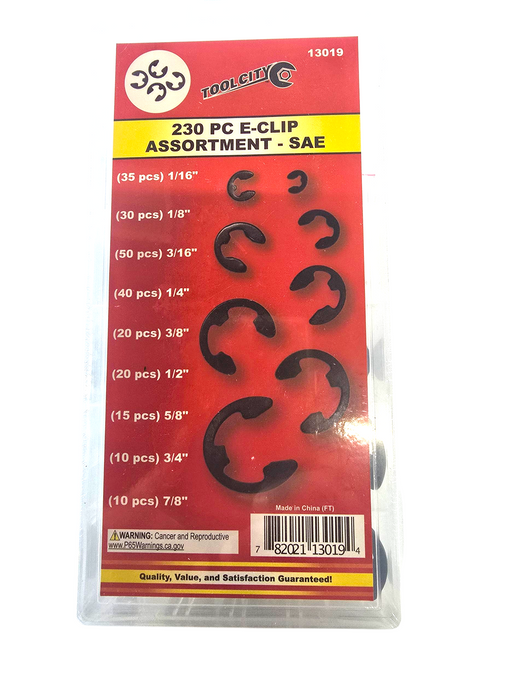 13019
TOOLCITY
230 PC E-CLIP
ASSORTMENT - SAE
(35 pcs) 1/16"
(30 pcs) 1/8"
(50 pcs) 3/16"
(40 pcs) 1/4"
(20 pcs) 3/8"
(20 pcs) 1/2"
(15 pcs) 5/8"
(10 pcs) 3/4"
(10 pcs) 7/8"
Made in China (FT)
WARNING: Cancer and Reproductive
www.P65Warnings.ca.gov
7 82021 13019 4
Quality, Value, and Satisfaction Guaranteed!